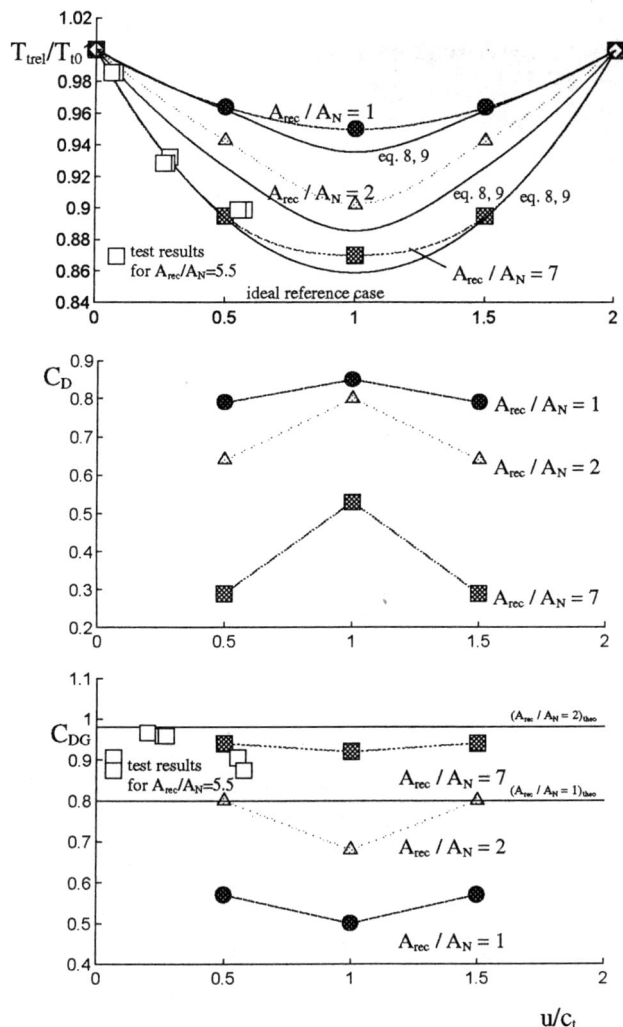 1.02
T_trel/T_t0
1
0.98
0.96
0.94
0.92
0.9
0.88
0.86
0.84
A_rec / A_N = 1
eq. 8, 9
A_rec / A_N = 2
eq. 8, 9
eq. 8, 9
test results
for A_rec/A_N=5.5
A_rec / A_N = 7
ideal reference case
0 0.5 1 1.5 2
C_D
0.9
0.8
0.7
0.6
0.5
0.4
0.3
0.2
A_rec / A_N = 1
A_rec / A_N = 2
A_rec / A_N = 7
0 0.5 1 1.5 2
1.1
C_DG
1
0.9
0.8
0.7
0.6
0.5
0.4
(A_rec / A_N = 2)_theo
test results
for A_rec/A_N=5.5
A_rec / A_N = 7
(A_rec / A_N = 1)_theo
A_rec / A_N = 2
A_rec / A_N = 1
0 0.5 1 1.5 2
u/c_t